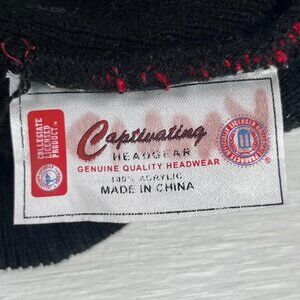 COLLEGIATE
LICENSED
PRODUCT
Captivating
HEADGEAR
GENUINE QUALITY HEADWEAR
100% ACRYLIC
MADE IN CHINA